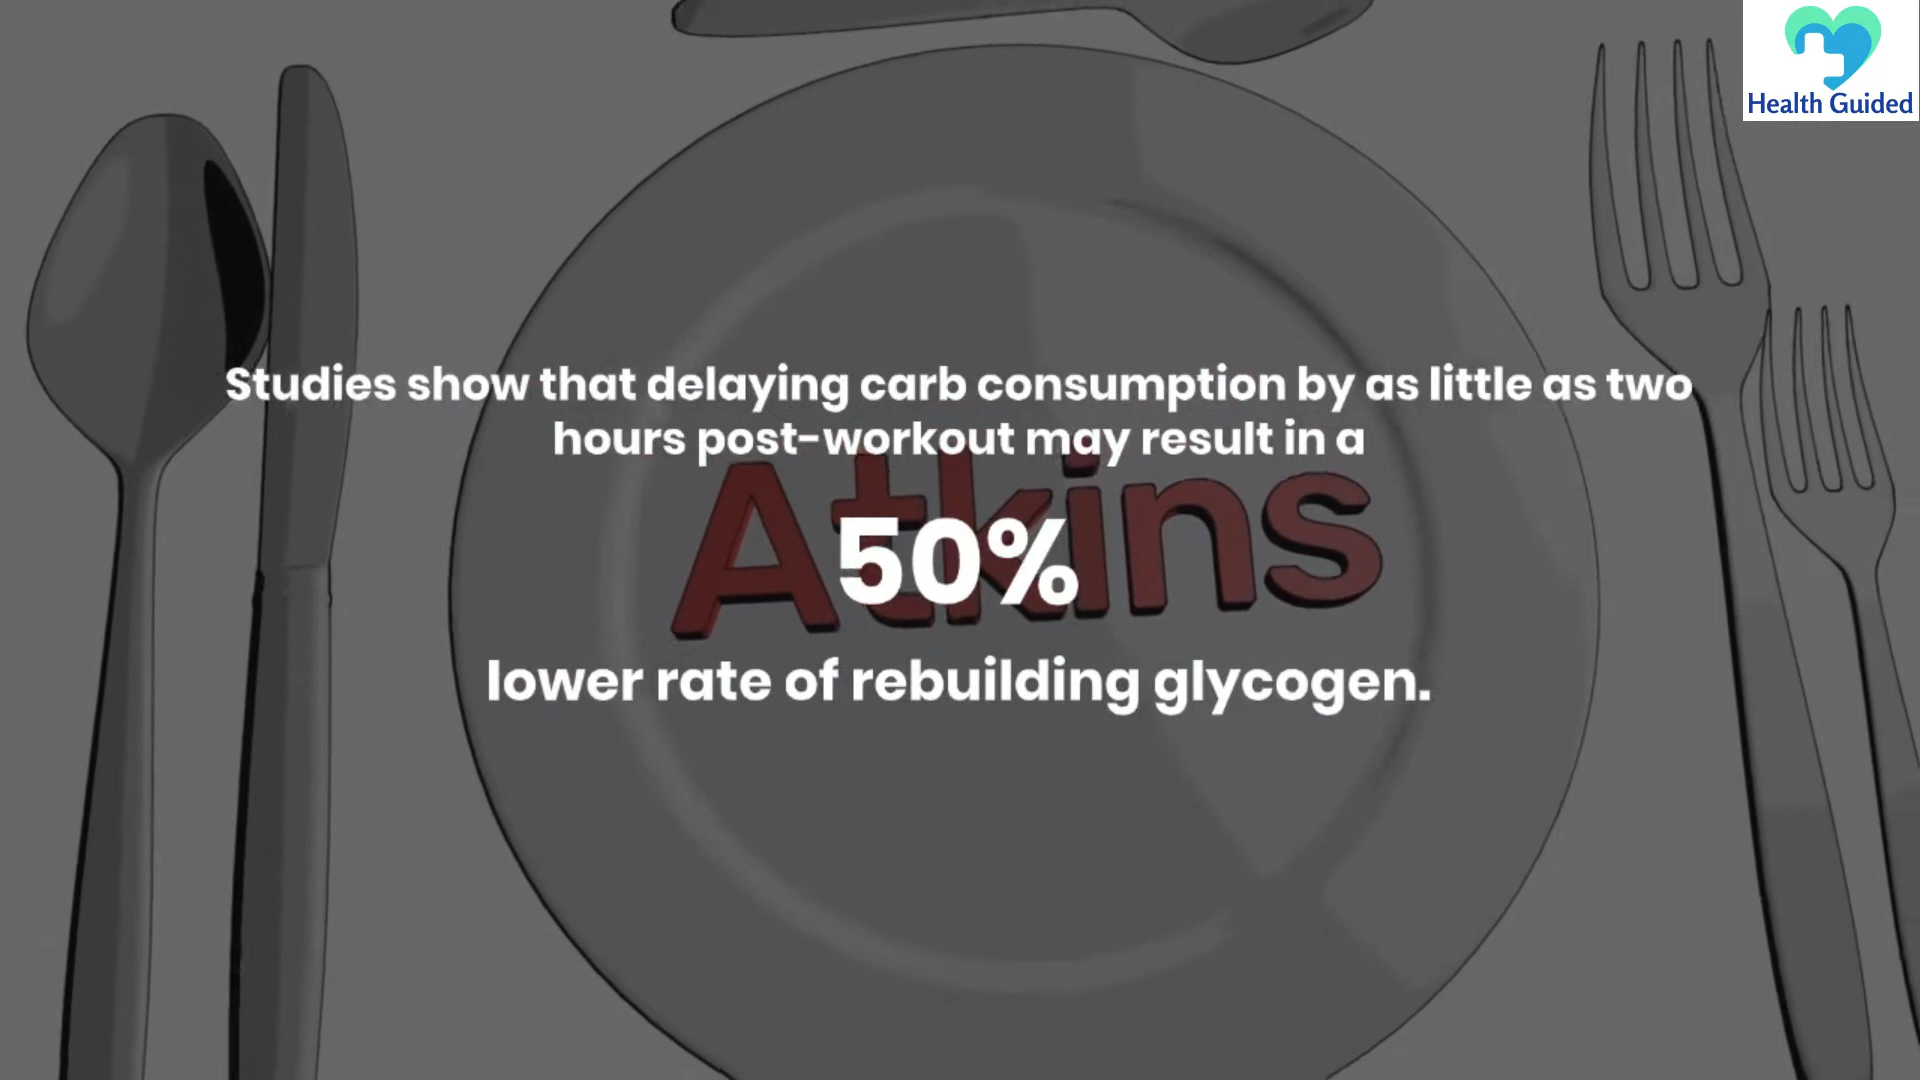 Health Guided
Studies show that delaying carb consumption by as little as two
hours post-workout may result in a
Atkins
50%
lower rate of rebuilding glycogen.